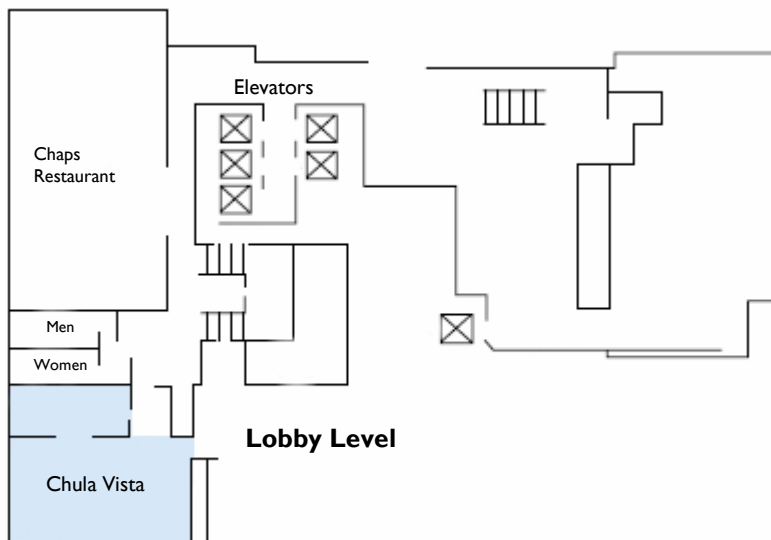 Elevators
Chaps
Restaurant
Men
Women
Lobby Level
Chula Vista